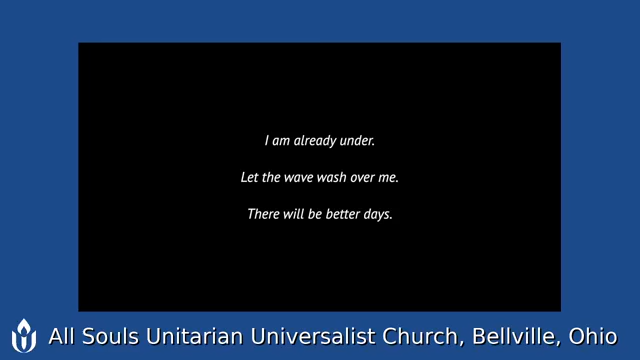 I am already under.
Let the wave wash over me.
There will be better days.
All Souls Unitarian Universalist Church, Bellville, Ohio